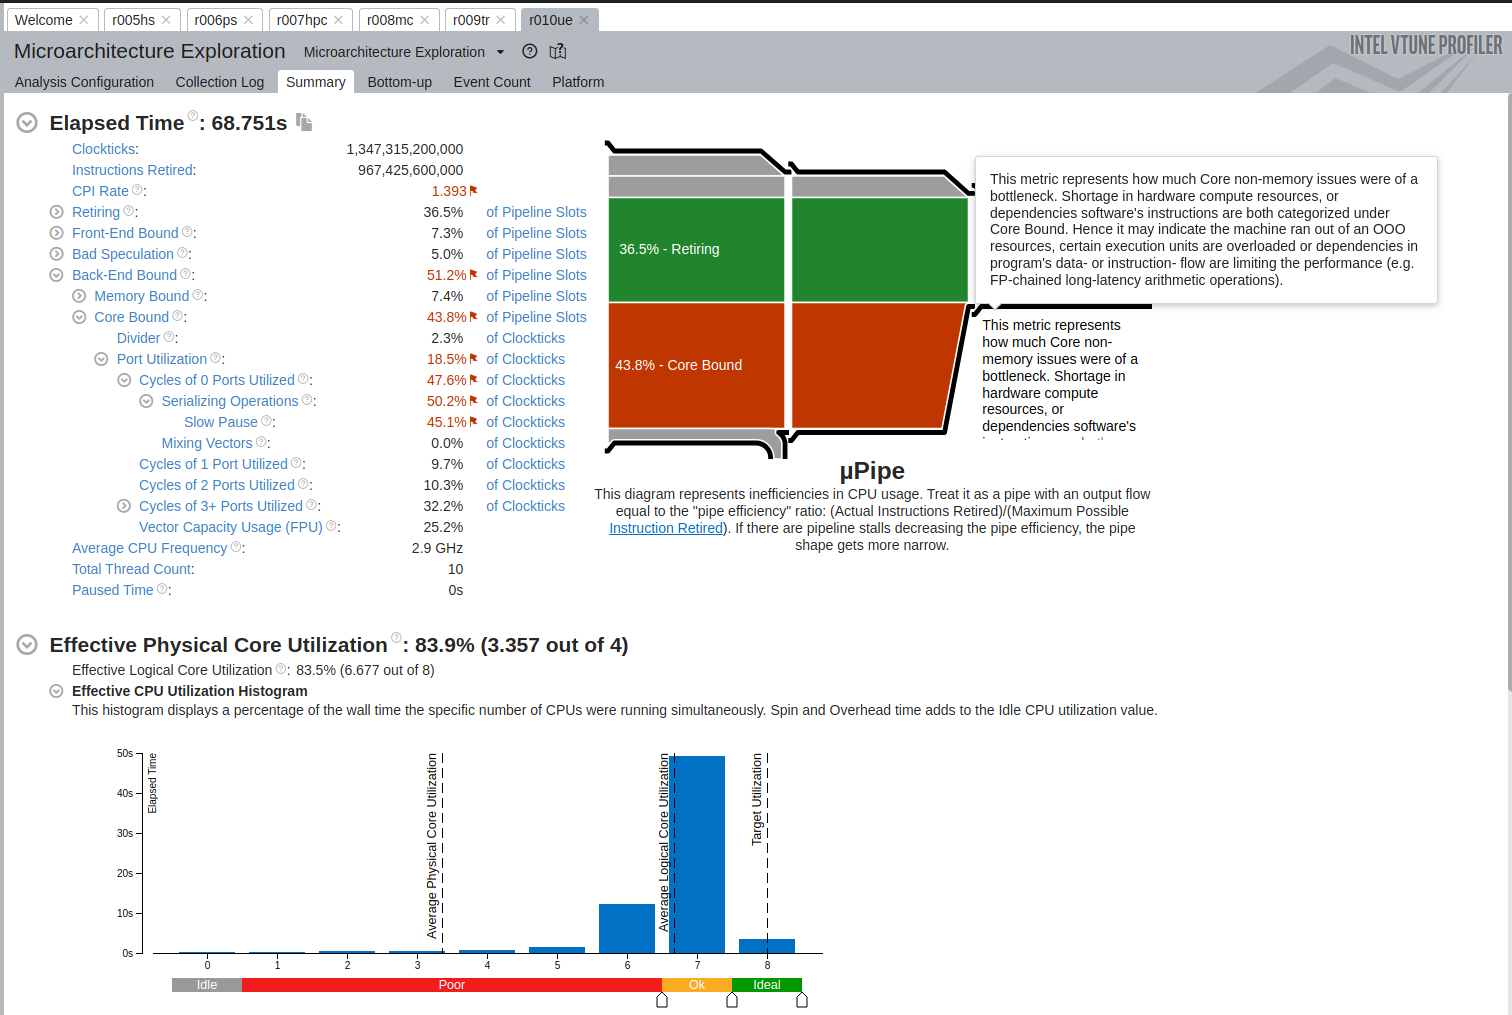 Welcome r005hs r006ps r007hpc r008mc r009tr r010ue
Microarchitecture Exploration Microarchitecture Exploration
INTEL VTUNE PROFILER
Analysis Configuration Collection Log Summary Bottom-up Event Count Platform
Elapsed Time: 68.751s
Clockticks: 1,347,315,200,000
Instructions Retired: 967,425,600,000
CPI Rate: 1.393
Retiring: 36.5% of Pipeline Slots
Front-End Bound: 7.3% of Pipeline Slots
Bad Speculation: 5.0% of Pipeline Slots
Back-End Bound: 51.2% of Pipeline Slots
Memory Bound: 7.4% of Pipeline Slots
Core Bound: 43.8% of Pipeline Slots
Divider: 2.3% of Clockticks
Port Utilization: 18.5% of Clockticks
Cycles of 0 Ports Utilized: 47.6% of Clockticks
Serializing Operations: 50.2% of Clockticks
Slow Pause: 45.1% of Clockticks
Mixing Vectors: 0.0% of Clockticks
Cycles of 1 Port Utilized: 9.7% of Clockticks
Cycles of 2 Ports Utilized: 10.3% of Clockticks
Cycles of 3+ Ports Utilized: 32.2% of Clockticks
Vector Capacity Usage (FPU): 25.2%
Average CPU Frequency: 2.9 GHz
Total Thread Count: 10
Paused Time: 0s
36.5% - Retiring
43.8% - Core Bound
This metric represents how much Core non-memory issues were of a
bottleneck. Shortage in hardware compute resources, or
dependencies software's instructions are both categorized under
Core Bound. Hence it may indicate the machine ran out of an OOO
resources, certain execution units are overloaded or dependencies in
program's data- or instruction- flow are limiting the performance (e.g.
FP-chained long-latency arithmetic operations).
This metric represents
how much Core non-
memory issues were of a
bottleneck. Shortage in
hardware compute
resources, or
dependencies software's
µPipe
This diagram represents inefficiencies in CPU usage. Treat it as a pipe with an output flow
equal to the "pipe efficiency" ratio: (Actual Instructions Retired)/(Maximum Possible
Instruction Retired). If there are pipeline stalls decreasing the pipe efficiency, the pipe
shape gets more narrow.
Effective Physical Core Utilization: 83.9% (3.357 out of 4)
Effective Logical Core Utilization: 83.5% (6.677 out of 8)
Effective CPU Utilization Histogram
This histogram displays a percentage of the wall time the specific number of CPUs were running simultaneously. Spin and Overhead time adds to the Idle CPU utilization value.
50s
40s
30s
20s
10s
0s
Elapsed Time
Average Physical Core Utilization
Average Logical Core Utilization
Target Utilization
0 1 2 3 4 5 6 7 8
Idle Poor Ok Ideal